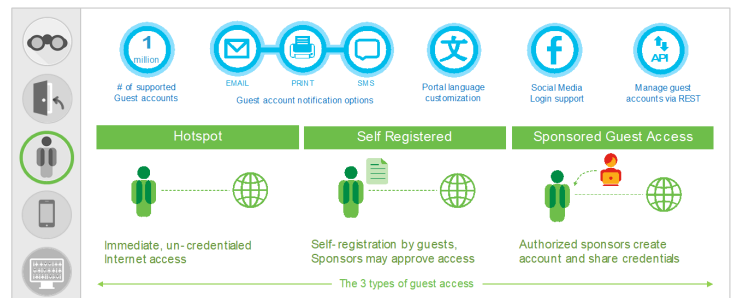 1
million
# of supported
Guest accounts
EMAIL
PRINT
SMS
Guest account notification options
文
Portal language
customization
f
Social Media
Login support
API
Manage guest
accounts via REST
Hotspot
Self Registered
Sponsored Guest Access
Immediate, un-credentialed
Internet access
Self-registration by guests,
Sponsors may approve access
Authorized sponsors create
account and share credentials
The 3 types of guest access